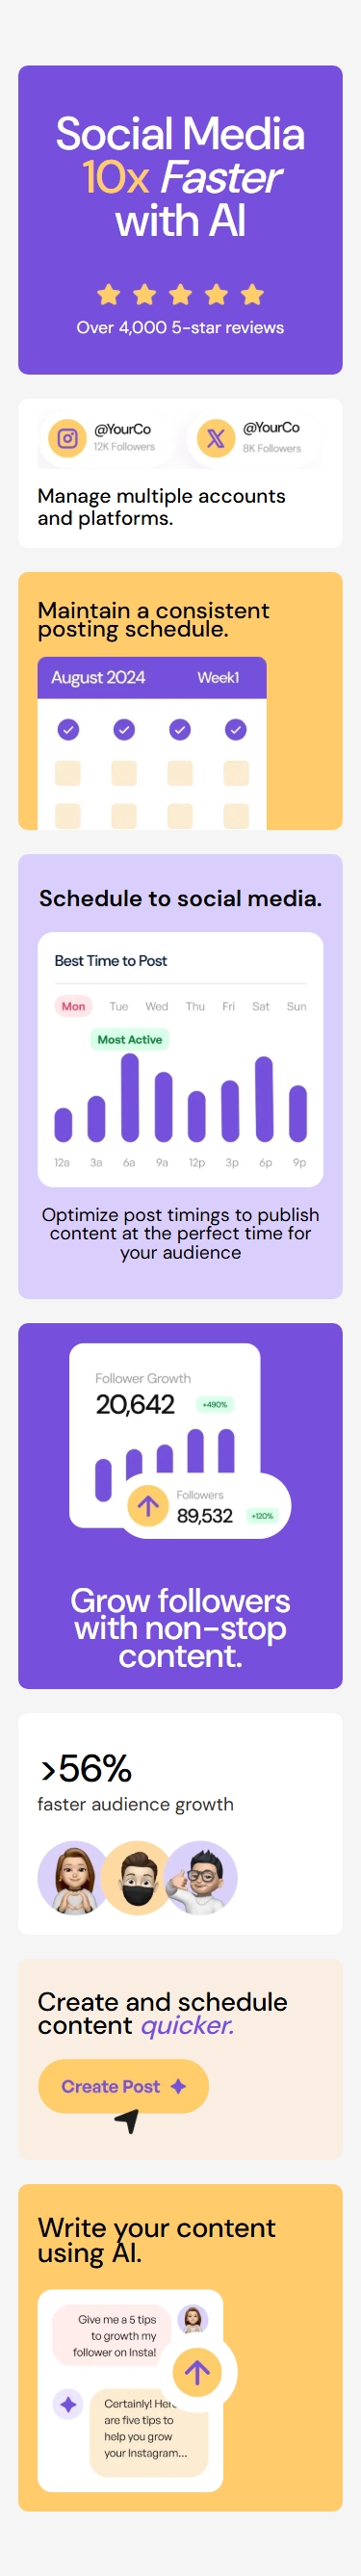 Social Media
10x Faster
with AI
Over 4,000 5-star reviews
@YourCo
12K Followers
@YourCo
8K Followers
Manage multiple accounts
and platforms.
Maintain a consistent
posting schedule.
August 2024 Week1
Schedule to social media.
Best Time to Post
Mon Tue Wed Thu Fri Sat Sun
Most Active
12a 3a 6a 9a 12p 3p 6p 9p
Optimize post timings to publish
content at the perfect time for
your audience
Follower Growth
20,642 +490%
Followers
89,532 +120%
Grow followers
with non-stop
content.
>56%
faster audience growth
Create and schedule
content quicker.
Create Post
Write your content
using AI.
Give me a 5 tips
to growth my
follower on Insta!
Certainly! Here
are five tips to
help you grow
your Instagram...